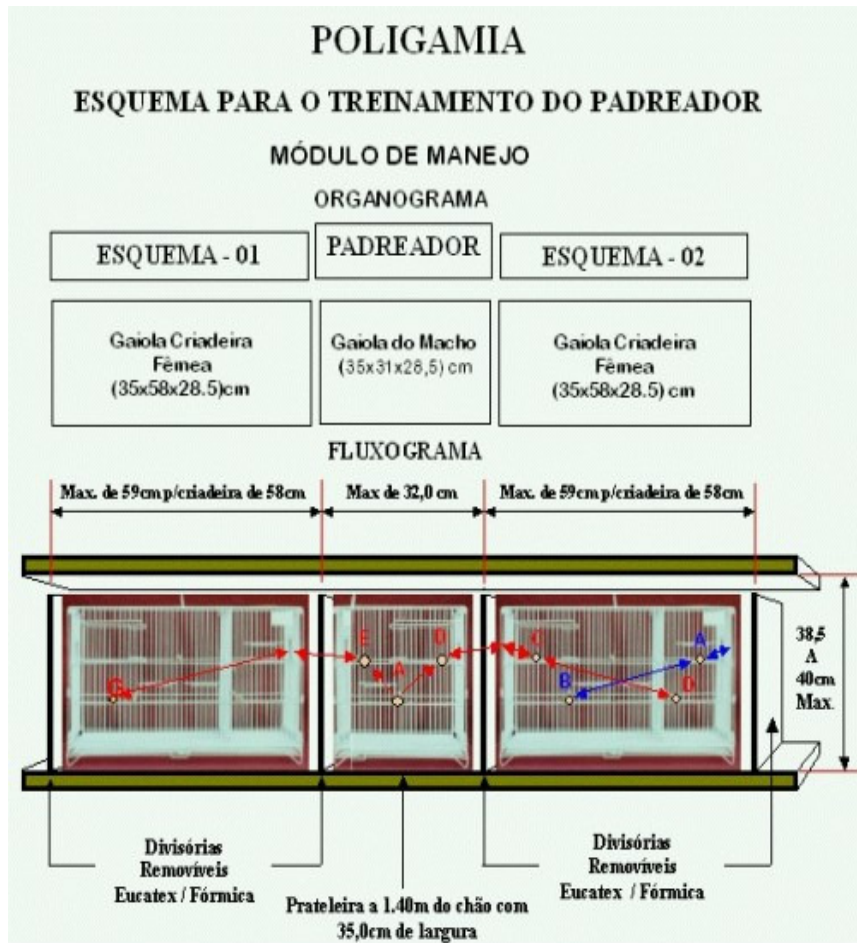 POLIGAMIA
ESQUEMA PARA O TREINAMENTO DO PADREADOR
MÓDULO DE MANEJO
ORGANOGRAMA
ESQUEMA - 01
PADREADOR
ESQUEMA - 02
Gaiola Criadeira
Fêmea
(35x58x28.5)cm
Gaiola do Macho
(35x31x28,5) cm
Gaiola Criadeira
Fêmea
(35x58x28.5) cm
FLUXOGRAMA
Max. de 59cm p/criadeira de 58cm
Max de 32,0 cm
Max. de 59cm p/criadeira de 58cm
G
E
A
D
C
B
A
D
38,5
A
40cm
Max.
Divisórias
Removíveis
Eucatex / Fórmica
Prateleira a 1.40m do chão com
35,0cm de largura
Divisórias
Removíveis
Eucatex / Fórmica